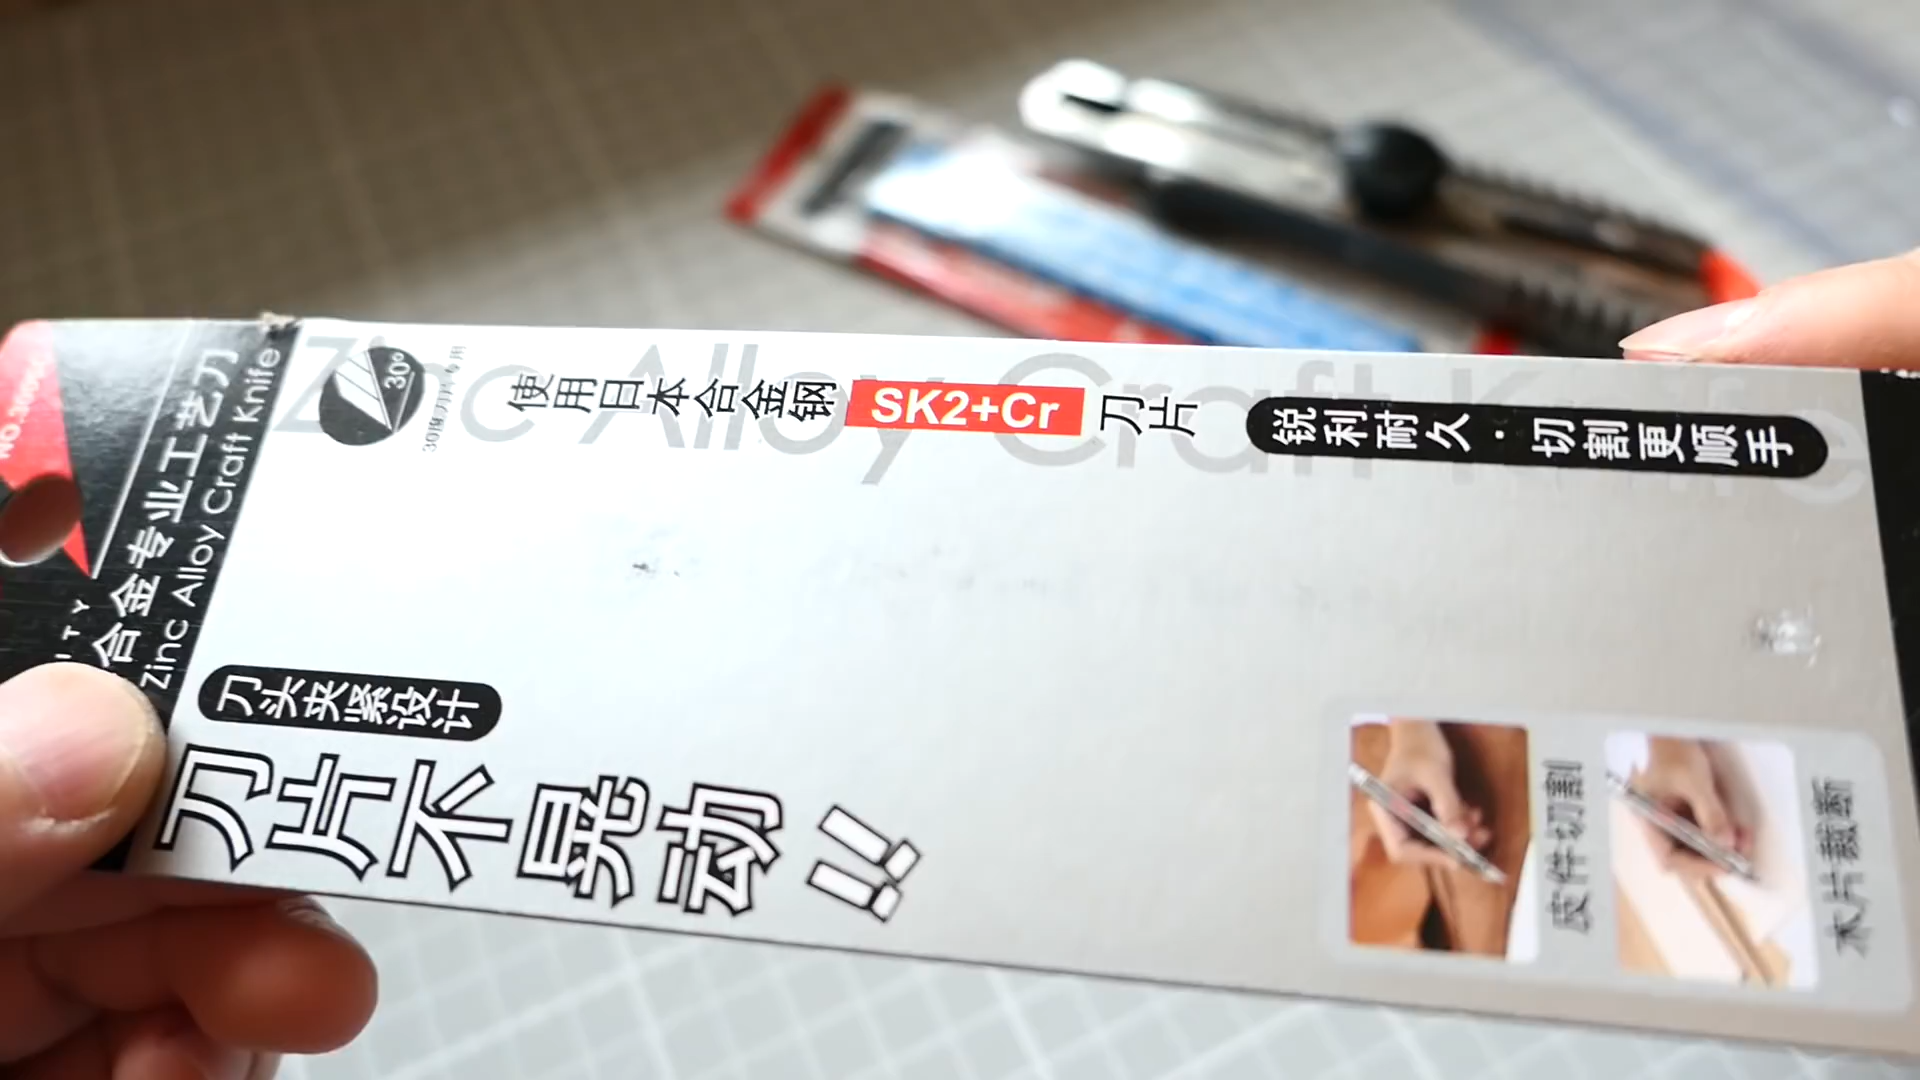 NO.3005C
合金专业工艺刀
Zinc Alloy Craft Knife
Zinc Alloy Craft Knife
30°
使用日本合金钢 SK2+Cr 刀片
锐利耐久·切割更顺手
刀头夹紧设计
刀片不晃动!!
皮件切割
木片裁断